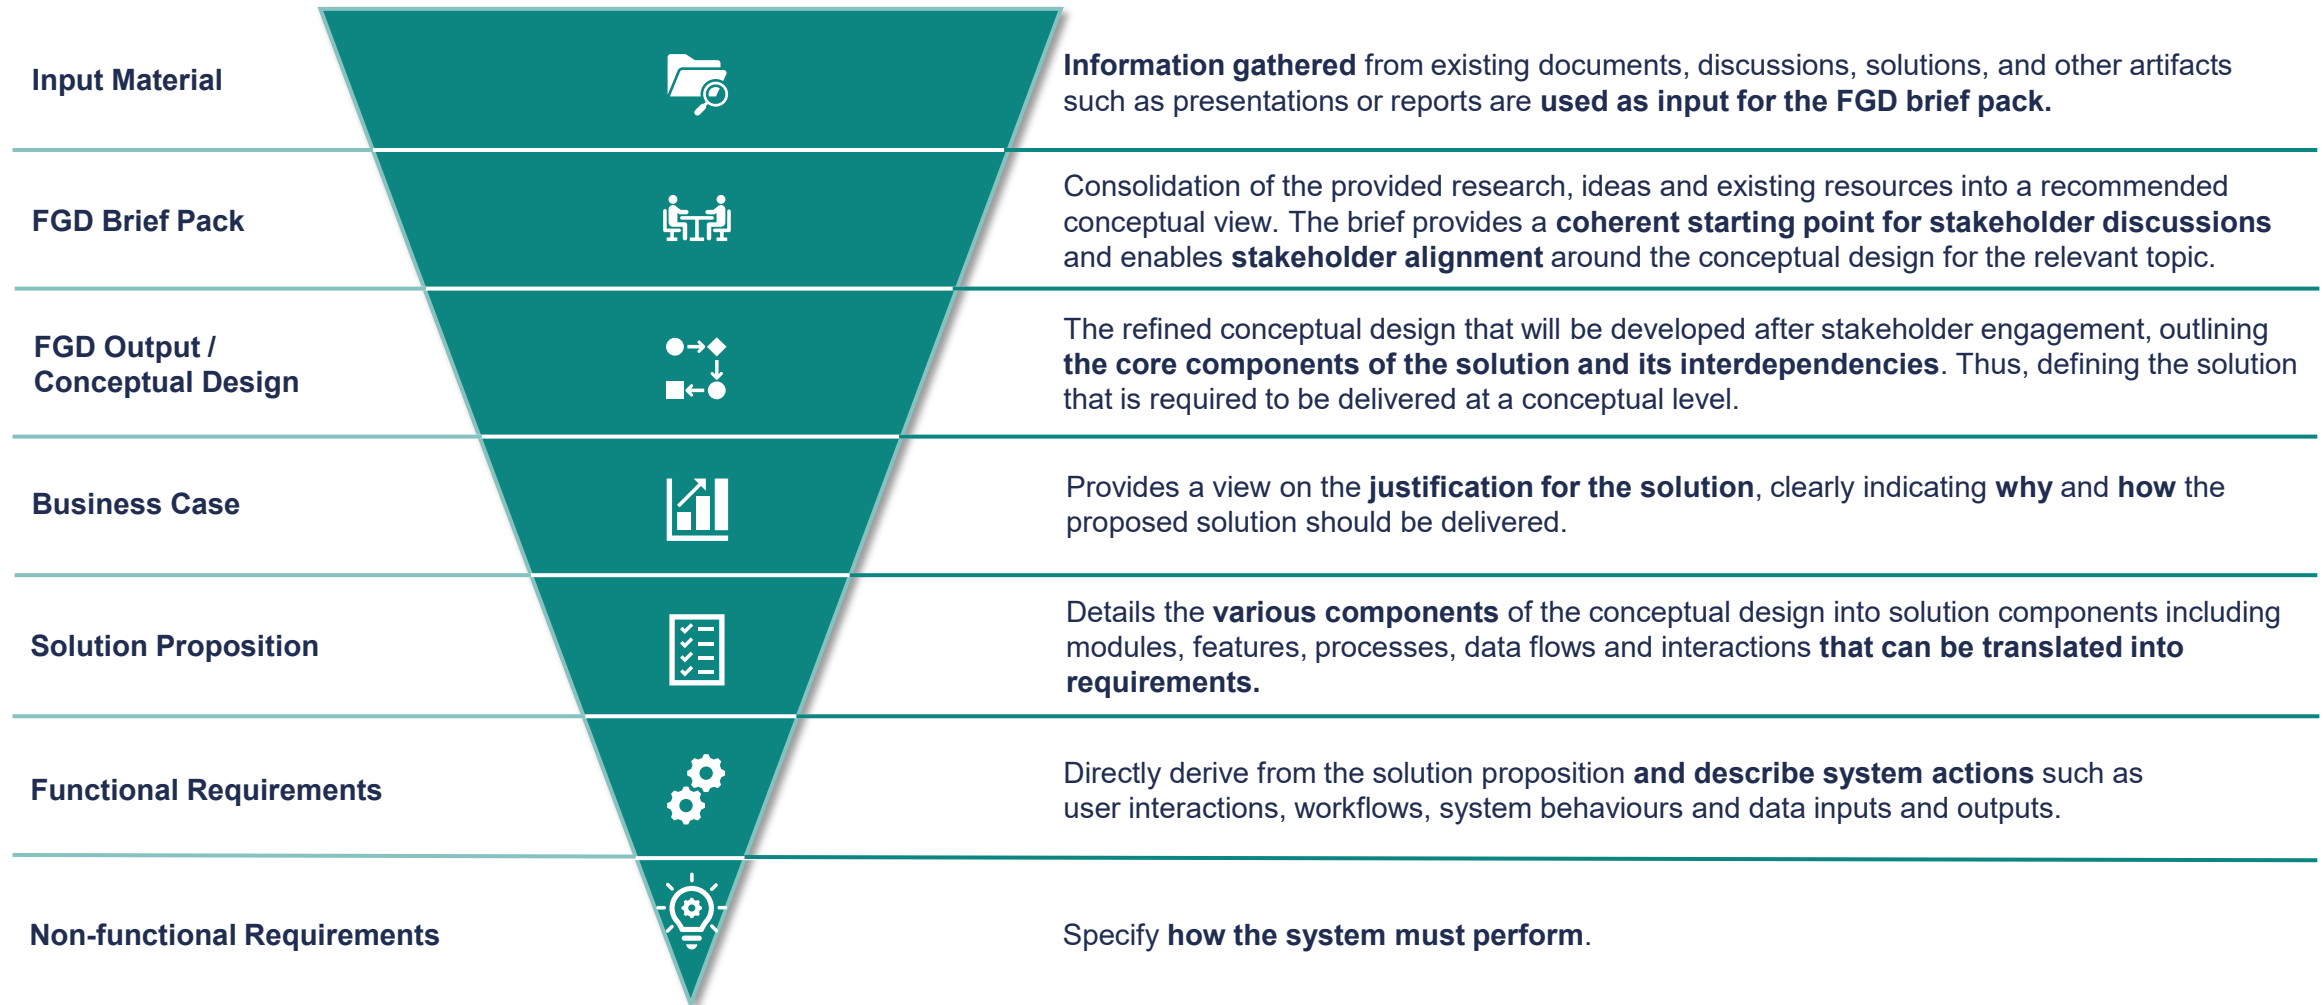 Input Material
Information gathered from existing documents, discussions, solutions, and other artifacts
such as presentations or reports are used as input for the FGD brief pack.
FGD Brief Pack
Consolidation of the provided research, ideas and existing resources into a recommended
conceptual view. The brief provides a coherent starting point for stakeholder discussions
and enables stakeholder alignment around the conceptual design for the relevant topic.
FGD Output /
Conceptual Design
The refined conceptual design that will be developed after stakeholder engagement, outlining
the core components of the solution and its interdependencies. Thus, defining the solution
that is required to be delivered at a conceptual level.
Business Case
Provides a view on the justification for the solution, clearly indicating why and how the
proposed solution should be delivered.
Solution Proposition
Details the various components of the conceptual design into solution components including
modules, features, processes, data flows and interactions that can be translated into
requirements.
Functional Requirements
Directly derive from the solution proposition and describe system actions such as
user interactions, workflows, system behaviours and data inputs and outputs.
Non-functional Requirements
Specify how the system must perform.